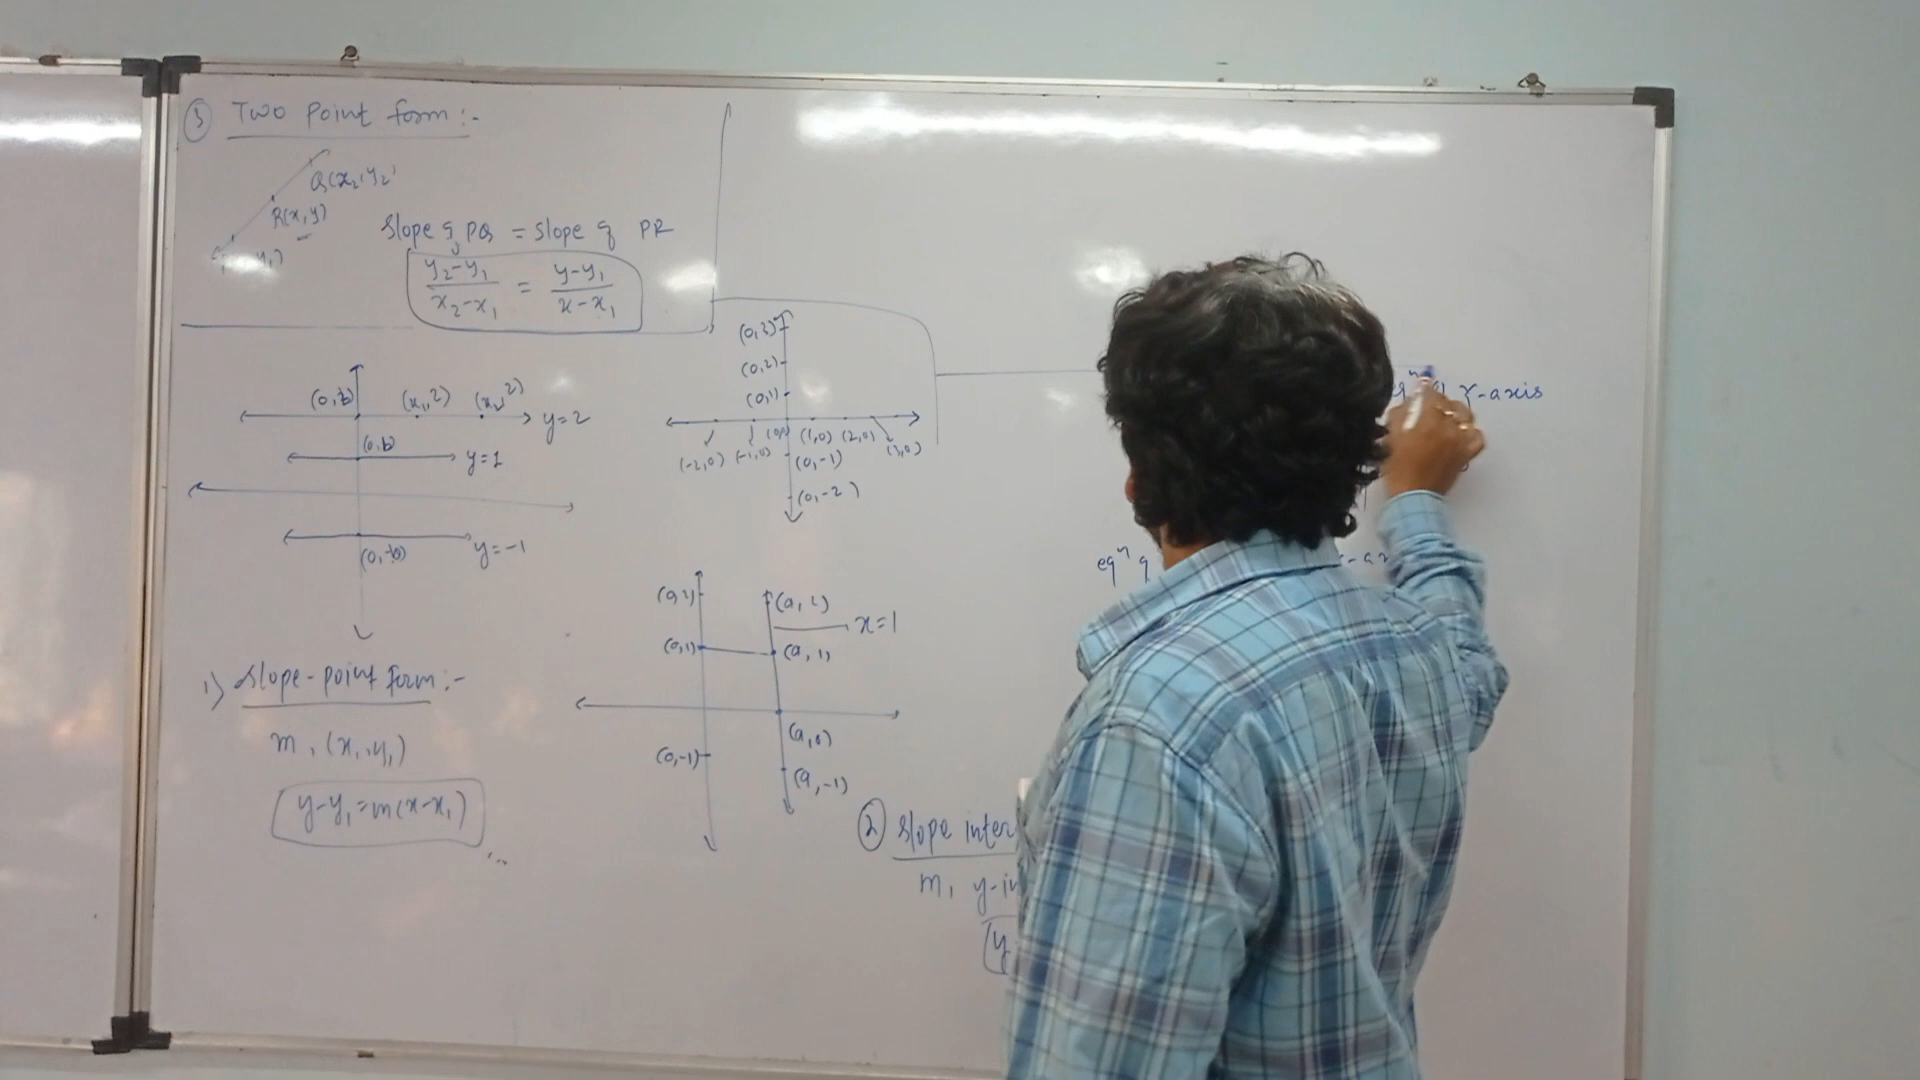 ③ Two Point form :-
Q(x₂, y₂)
R(x, y)
y₁)
Slope of PQ = Slope of PR
y₂-y₁ / x₂-x₁ = y-y₁ / x-x₁
(x₁, 2) (x₂, 2)
y=2
(0, b)
y=1
y=-1
(0, 3)
(0, 2)
(0, 1)
(-2, 0) (-1, 0) (0, 0) (1, 0) (2, 0) (3, 0)
(0, -1)
(0, -2)
(0, 2)
(0, 1)
(0, -1)
(a, 2)
x=1
(a, 1)
(a, 0)
(a, -1)
1) Slope-point form :-
m, (x₁, y₁)
y-y₁=m(x-x₁)
② Slope inter
m, y-in
y
Y-axis
eqⁿ of